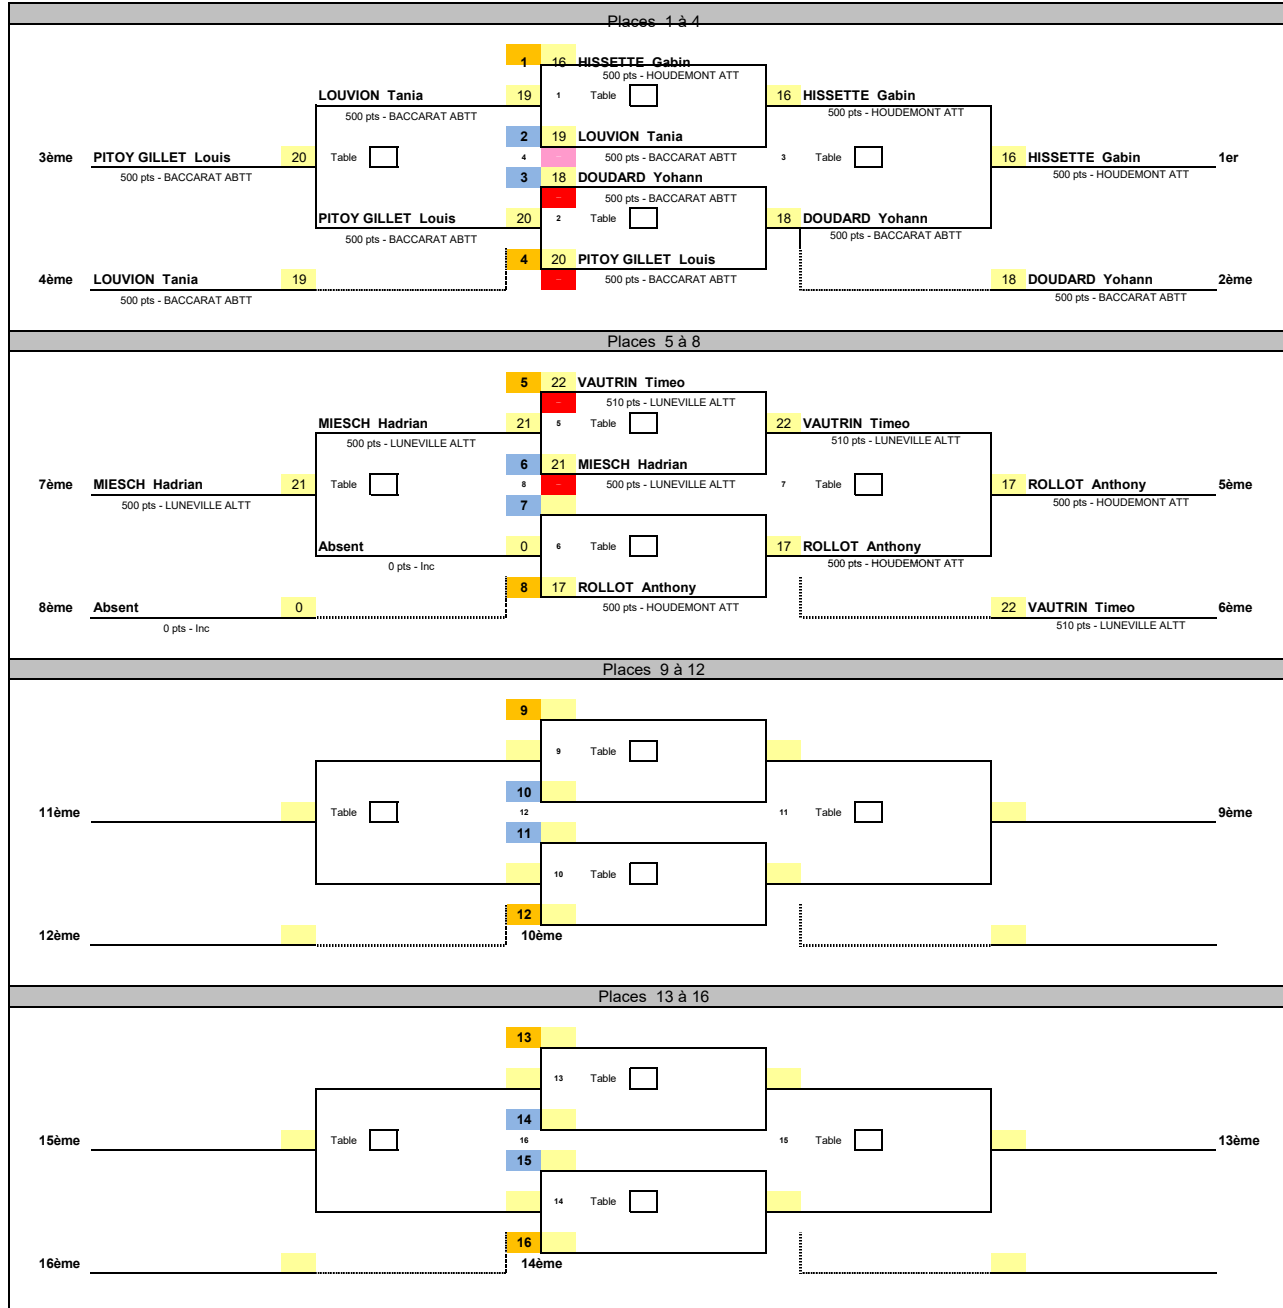 Places 1 à 4
1 16 HISSETTE Gabin
500 pts - HOUDEMONT ATT
LOUVION Tania 19 1 Table 16 HISSETTE Gabin
500 pts - BACCARAT ABTT 500 pts - HOUDEMONT ATT
2 19 LOUVION Tania
3ème PITOY GILLET Louis 20 Table 4 – 500 pts - BACCARAT ABTT 3 Table 16 HISSETTE Gabin 1er
500 pts - BACCARAT ABTT 3 18 DOUDARD Yohann 500 pts - HOUDEMONT ATT
– 500 pts - BACCARAT ABTT
PITOY GILLET Louis 20 2 Table 18 DOUDARD Yohann
500 pts - BACCARAT ABTT 500 pts - BACCARAT ABTT
4 20 PITOY GILLET Louis
4ème LOUVION Tania 19 – 500 pts - BACCARAT ABTT 18 DOUDARD Yohann 2ème
500 pts - BACCARAT ABTT 500 pts - BACCARAT ABTT
Places 5 à 8
5 22 VAUTRIN Timeo
– 510 pts - LUNEVILLE ALTT
MIESCH Hadrian 21 5 Table 22 VAUTRIN Timeo
500 pts - LUNEVILLE ALTT 510 pts - LUNEVILLE ALTT
6 21 MIESCH Hadrian
7ème MIESCH Hadrian 21 Table 8 – 500 pts - LUNEVILLE ALTT 7 Table 17 ROLLOT Anthony 5ème
500 pts - LUNEVILLE ALTT 7 500 pts - HOUDEMONT ATT
Absent 0 6 Table 17 ROLLOT Anthony
0 pts - Inc 500 pts - HOUDEMONT ATT
8 17 ROLLOT Anthony
8ème Absent 0 500 pts - HOUDEMONT ATT 22 VAUTRIN Timeo 6ème
0 pts - Inc 510 pts - LUNEVILLE ALTT
Places 9 à 12
9
9 Table
10
11ème Table 12 11 Table 9ème
11
10 Table
12
12ème 10ème
Places 13 à 16
13
13 Table
14
15ème Table 16 15 Table 13ème
15
14 Table
16
16ème 14ème